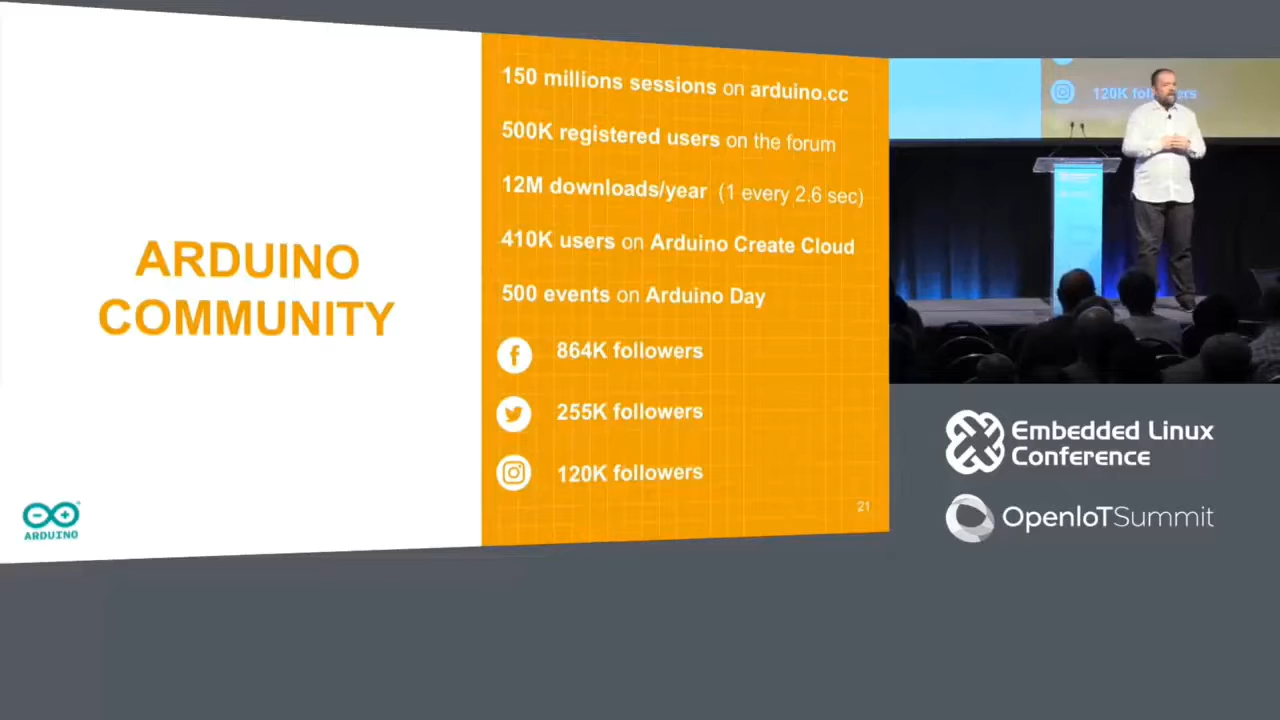 ARDUINO
COMMUNITY
150 millions sessions on arduino.cc
500K registered users on the forum
12M downloads/year (1 every 2.6 sec)
410K users on Arduino Create Cloud
500 events on Arduino Day
864K followers
255K followers
120K followers
21
ARDUINO
120K followers
Embedded Linux
Conference
OpenIoTSummit